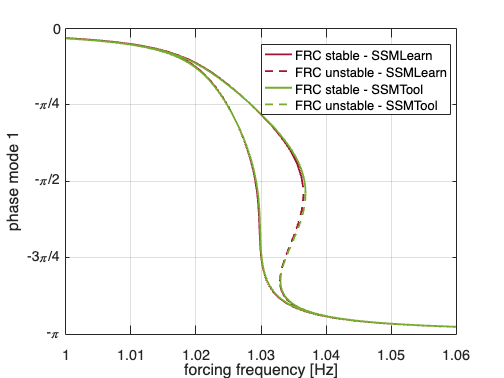 0
FRC stable - SSMLearn
FRC unstable - SSMLearn
FRC stable - SSMTool
FRC unstable - SSMTool
-π/4
-π/2
-3π/4
-π
phase mode 1
1 1.01 1.02 1.03 1.04 1.05 1.06
forcing frequency [Hz]